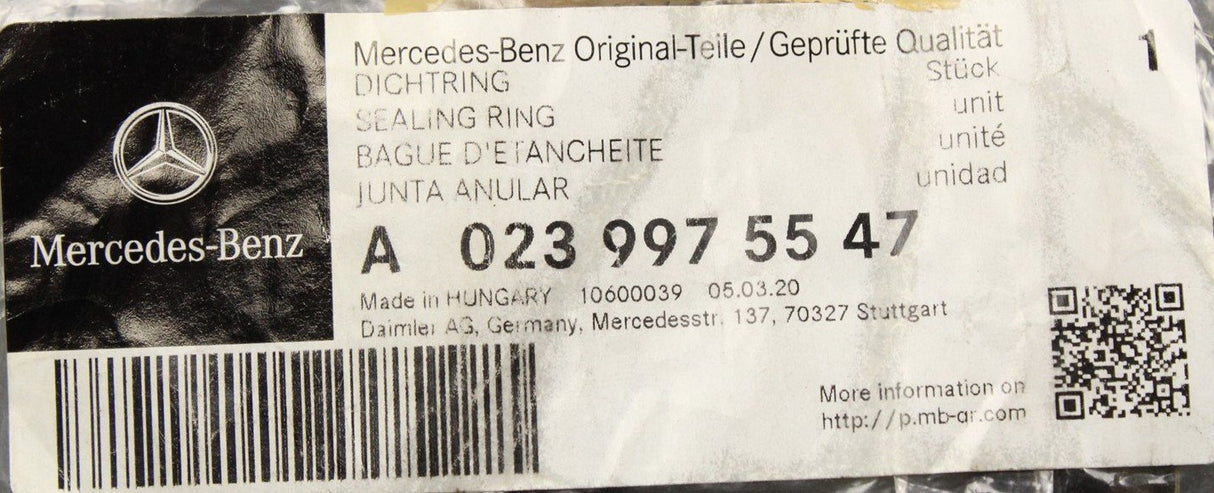 Mercedes-Benz Original-Teile/Geprüfte Qualität
1
DICHTRING Stück
SEALING RING unit
BAGUE D'ETANCHEITE unité
JUNTA ANULAR unidad
A 023 997 55 47
Mercedes-Benz
Made in HUNGARY 10600039 05.03.20
Daimler AG, Germany, Mercedesstr. 137, 70327 Stuttgart
More information on
http://p.mb-qr.com